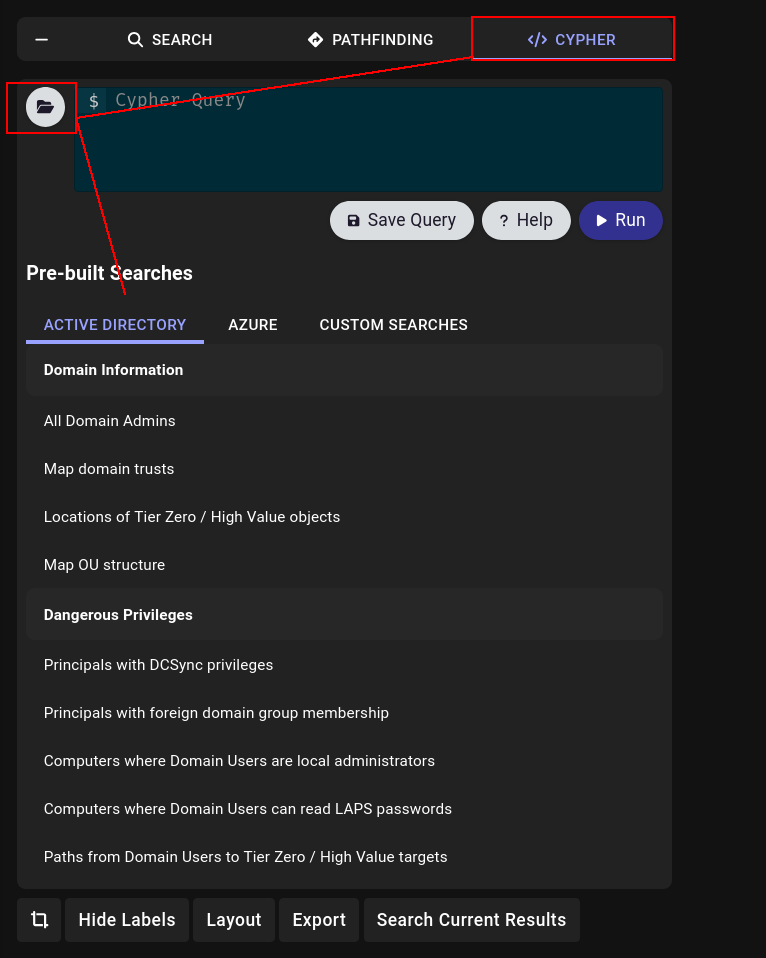 SEARCH
PATHFINDING
</> CYPHER
$ Cypher Query
Save Query
? Help
Run
Pre-built Searches
ACTIVE DIRECTORY
AZURE
CUSTOM SEARCHES
Domain Information
All Domain Admins
Map domain trusts
Locations of Tier Zero / High Value objects
Map OU structure
Dangerous Privileges
Principals with DCSync privileges
Principals with foreign domain group membership
Computers where Domain Users are local administrators
Computers where Domain Users can read LAPS passwords
Paths from Domain Users to Tier Zero / High Value targets
Hide Labels
Layout
Export
Search Current Results